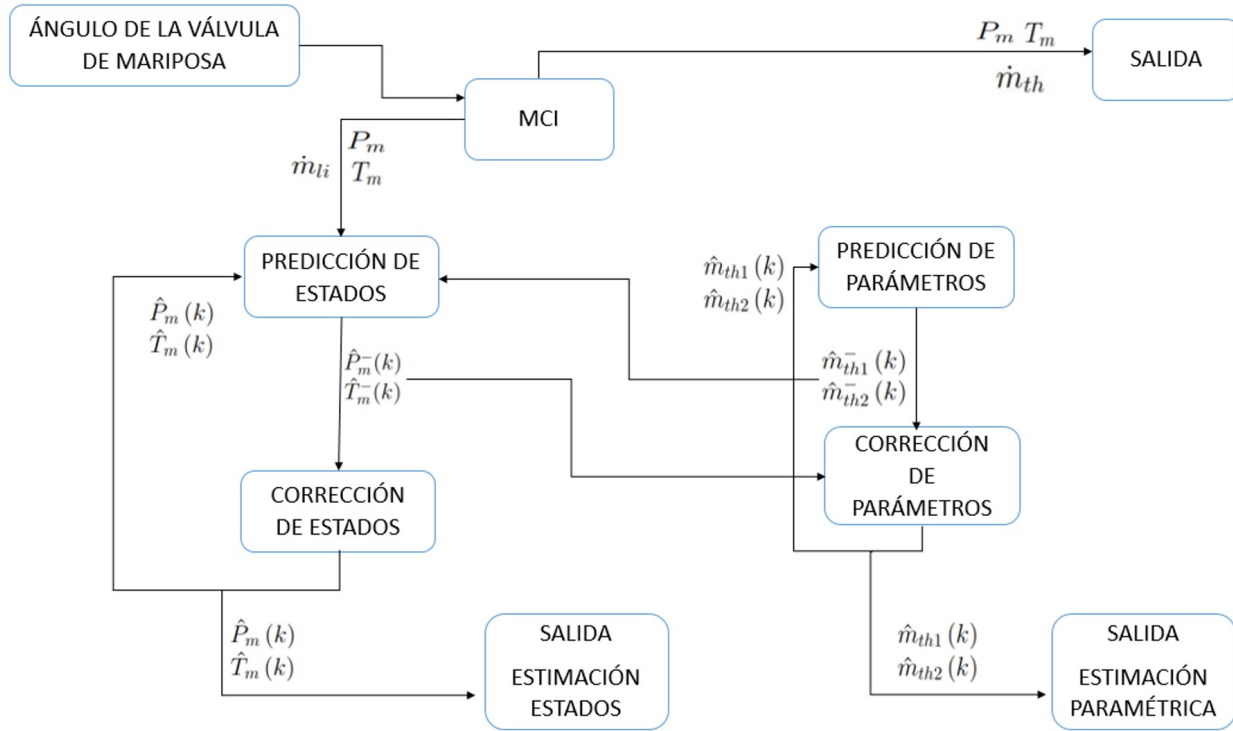 ÁNGULO DE LA VÁLVULA
DE MARIPOSA
P_m T_m
ṁ_th
SALIDA
MCI
ṁ_li
P_m
T_m
PREDICCIÓN DE
ESTADOS
PREDICCIÓN DE
PARÁMETROS
P̂_m (k)
T̂_m (k)
m̂_th1 (k)
m̂_th2 (k)
P̂_m^- (k)
T̂_m^- (k)
m̂_th1^- (k)
m̂_th2^- (k)
CORRECCIÓN
DE ESTADOS
CORRECCIÓN
DE
PARÁMETROS
P̂_m (k)
T̂_m (k)
SALIDA
ESTIMACIÓN
ESTADOS
m̂_th1 (k)
m̂_th2 (k)
SALIDA
ESTIMACIÓN
PARAMÉTRICA